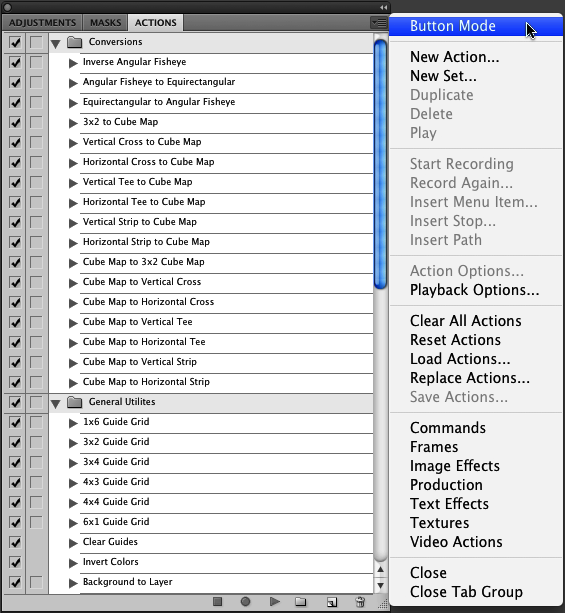 ADJUSTMENTS MASKS ACTIONS
Conversions
Inverse Angular Fisheye
Angular Fisheye to Equirectangular
Equirectangular to Angular Fisheye
3x2 to Cube Map
Vertical Cross to Cube Map
Horizontal Cross to Cube Map
Vertical Tee to Cube Map
Horizontal Tee to Cube Map
Vertical Strip to Cube Map
Horizontal Strip to Cube Map
Cube Map to 3x2 Cube Map
Cube Map to Vertical Cross
Cube Map to Horizontal Cross
Cube Map to Vertical Tee
Cube Map to Horizontal Tee
Cube Map to Vertical Strip
Cube Map to Horizontal Strip
General Utilites
1x6 Guide Grid
3x2 Guide Grid
3x4 Guide Grid
4x3 Guide Grid
4x4 Guide Grid
6x1 Guide Grid
Clear Guides
Invert Colors
Background to Layer
Button Mode
New Action...
New Set...
Duplicate
Delete
Play
Start Recording
Record Again...
Insert Menu Item...
Insert Stop...
Insert Path
Action Options...
Playback Options...
Clear All Actions
Reset Actions
Load Actions...
Replace Actions...
Save Actions...
Commands
Frames
Image Effects
Production
Text Effects
Textures
Video Actions
Close
Close Tab Group